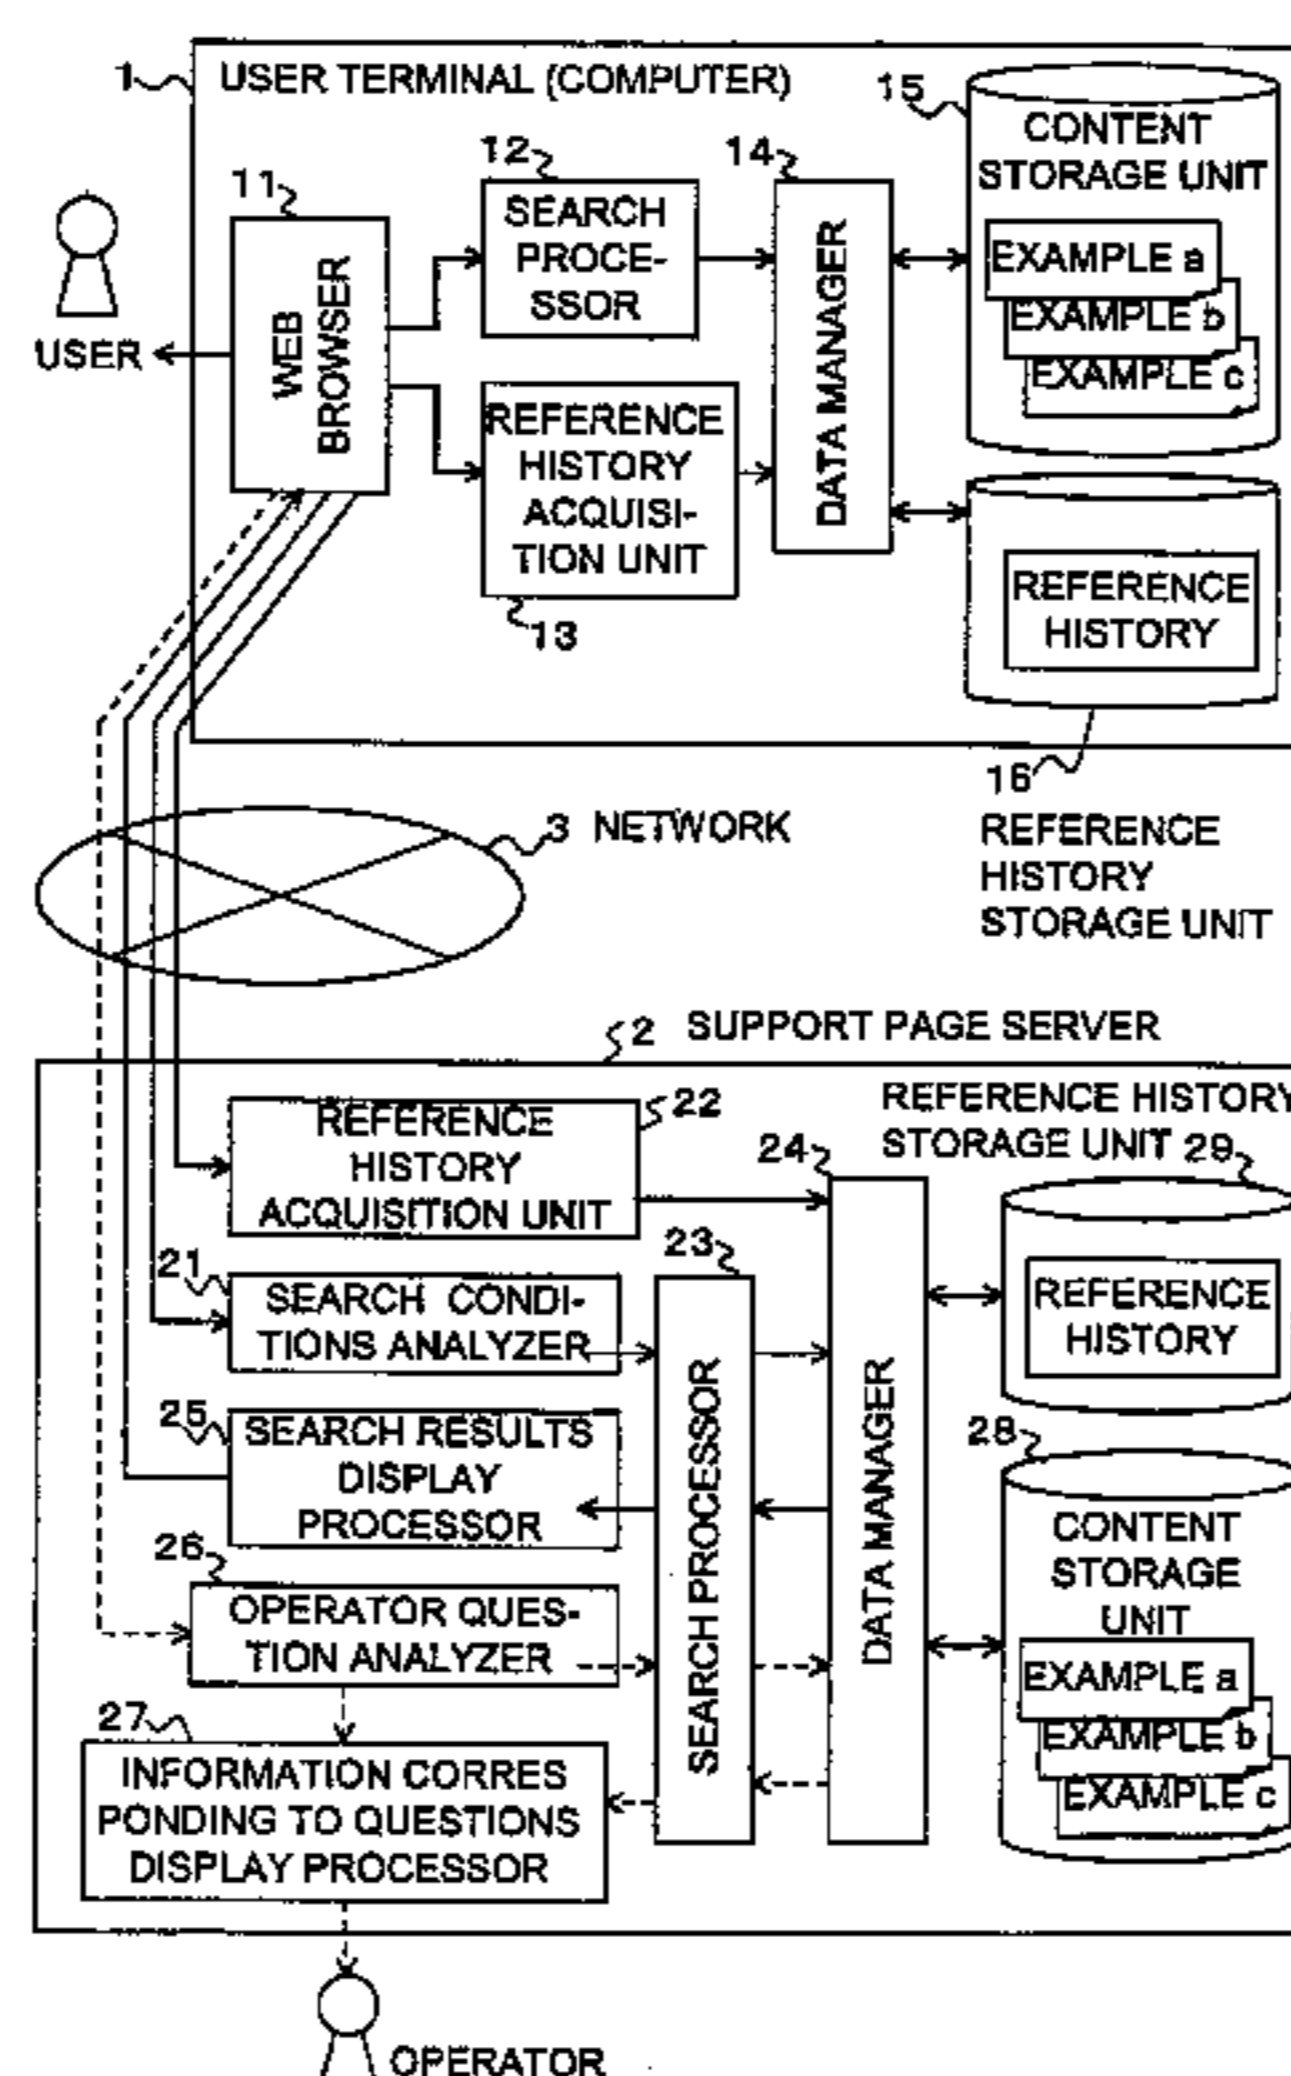 1 USER TERMINAL (COMPUTER)
15
CONTENT
STORAGE UNIT
EXAMPLE a
EXAMPLE b
EXAMPLE c
12
SEARCH
PROCE-
SSOR
14
DATA MANAGER
11
WEB
BROWSER
USER
REFERENCE
HISTORY
ACQUISI-
TION UNIT
13
REFERENCE
HISTORY
16
REFERENCE
HISTORY
STORAGE UNIT
3 NETWORK
2 SUPPORT PAGE SERVER
22
REFERENCE
HISTORY
ACQUISITION UNIT
REFERENCE HISTORY
STORAGE UNIT 29
24
DATA MANAGER
REFERENCE
HISTORY
21
SEARCH CONDI-
TIONS ANALYZER
23
SEARCH PROCESSOR
25
SEARCH RESULTS
DISPLAY
PROCESSOR
28
CONTENT
STORAGE
UNIT
EXAMPLE a
EXAMPLE b
EXAMPLE c
26
OPERATOR QUES-
TION ANALYZER
27
INFORMATION CORRES
PONDING TO QUESTIONS
DISPLAY PROCESSOR
OPERATOR